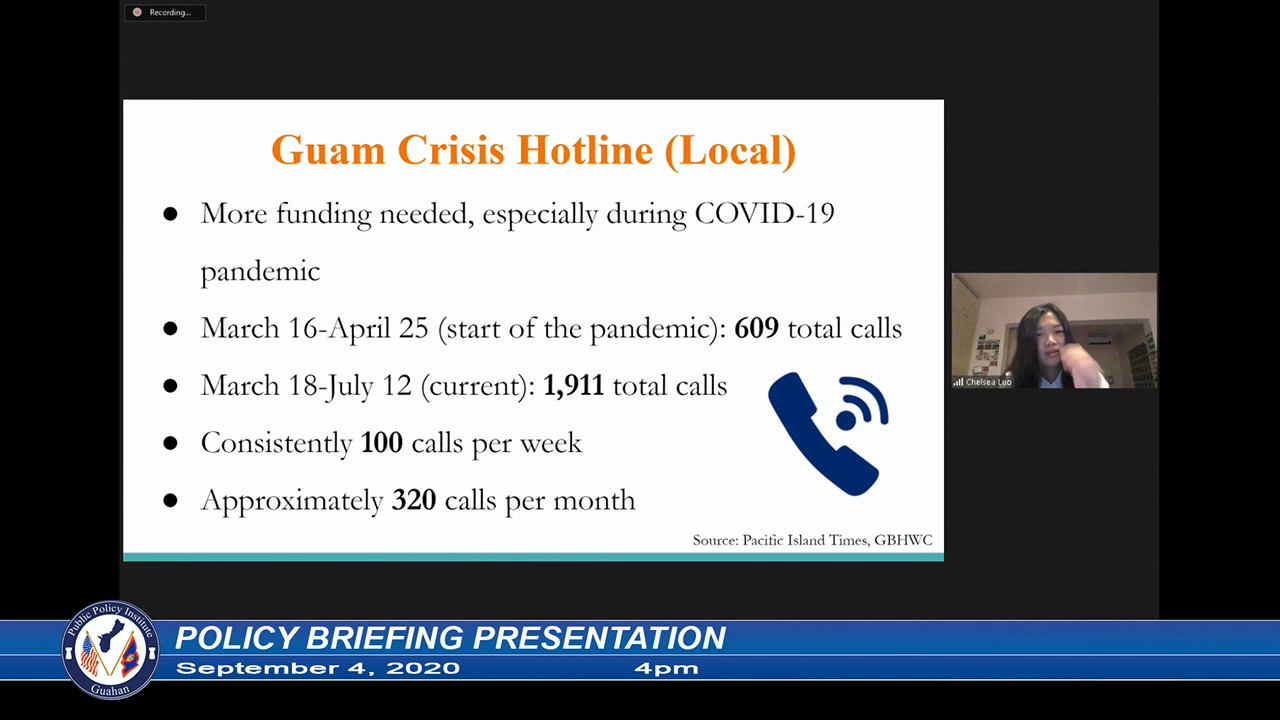 Recording...
Guam Crisis Hotline (Local)
● More funding needed, especially during COVID-19
pandemic
● March 16-April 25 (start of the pandemic): 609 total calls
● March 18-July 12 (current): 1,911 total calls
● Consistently 100 calls per week
● Approximately 320 calls per month
Source: Pacific Island Times, GBHWC
Chelsea Luo
Public Policy Institute
Guahan
POLICY BRIEFING PRESENTATION
September 4, 2020 4pm